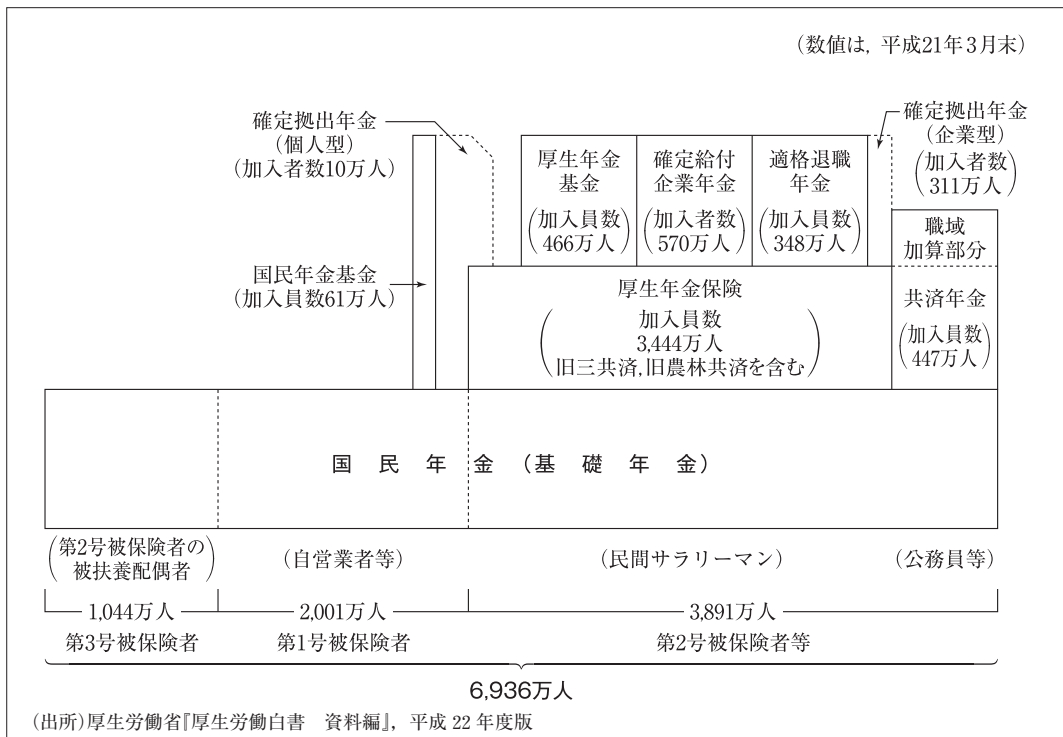 (数値は,平成21年3月末)
確定拠出年金
(個人型)
(加入者数10万人)
国民年金基金
(加入員数61万人)
厚生年金
基金
(加入員数
466万人)
確定給付
企業年金
(加入者数
570万人)
適格退職
年金
(加入員数
348万人)
確定拠出年金
(企業型)
(加入者数
311万人)
職域
加算部分
厚生年金保険
(加入員数
3,444万人
旧三共済,旧農林共済を含む)
共済年金
(加入員数
447万人)
国民年金(基礎年金)
(第2号被保険者の
被扶養配偶者)
(自営業者等)
(民間サラリーマン)
(公務員等)
1,044万人
2,001万人
3,891万人
第3号被保険者
第1号被保険者
第2号被保険者等
6,936万人
(出所)厚生労働省『厚生労働白書 資料編』,平成22年度版